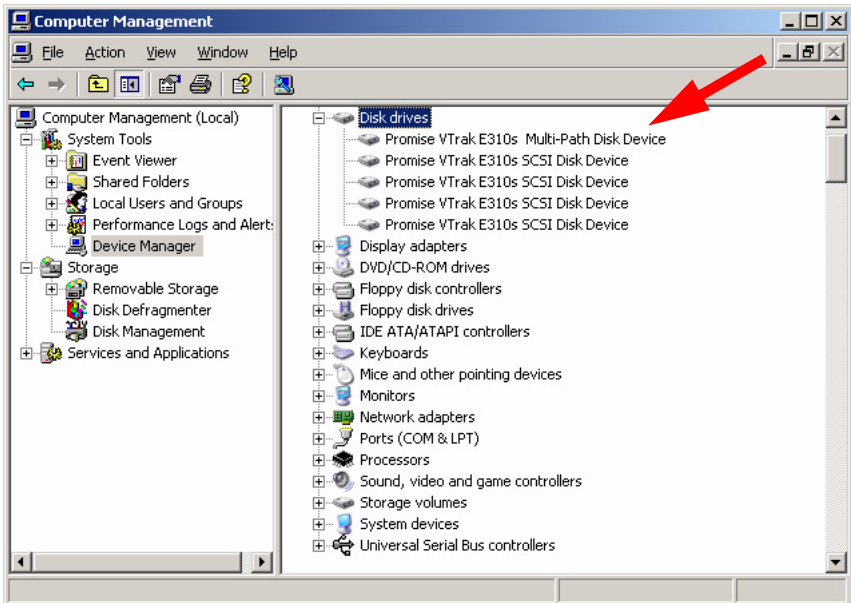 Computer Management
File Action View Window Help
Computer Management (Local)
System Tools
Event Viewer
Shared Folders
Local Users and Groups
Performance Logs and Alert:
Device Manager
Storage
Removable Storage
Disk Defragmenter
Disk Management
Services and Applications
Disk drives
Promise VTrak E310s  Multi-Path Disk Device
Promise VTrak E310s SCSI Disk Device
Promise VTrak E310s SCSI Disk Device
Promise VTrak E310s SCSI Disk Device
Promise VTrak E310s SCSI Disk Device
Display adapters
DVD/CD-ROM drives
Floppy disk controllers
Floppy disk drives
IDE ATA/ATAPI controllers
Keyboards
Mice and other pointing devices
Monitors
Network adapters
Ports (COM & LPT)
Processors
Sound, video and game controllers
Storage volumes
System devices
Universal Serial Bus controllers